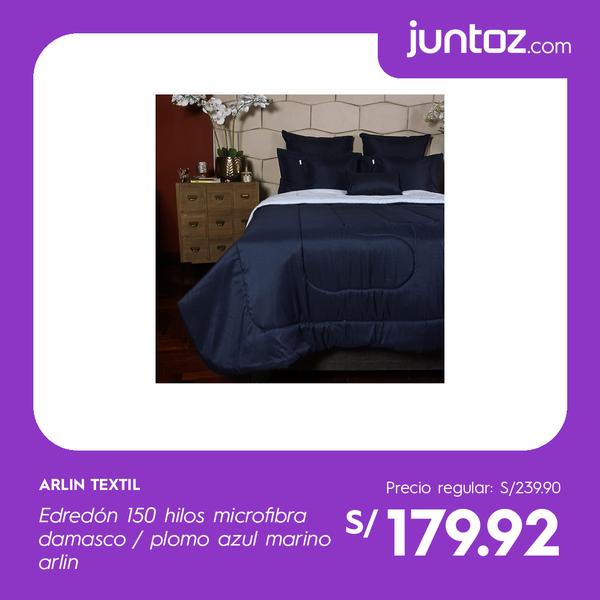 juntoz.com
ARLIN TEXTIL
Edredón 150 hilos microfibra
damasco / plomo azul marino
arlin
Precio regular: S/239.90
S/179.92